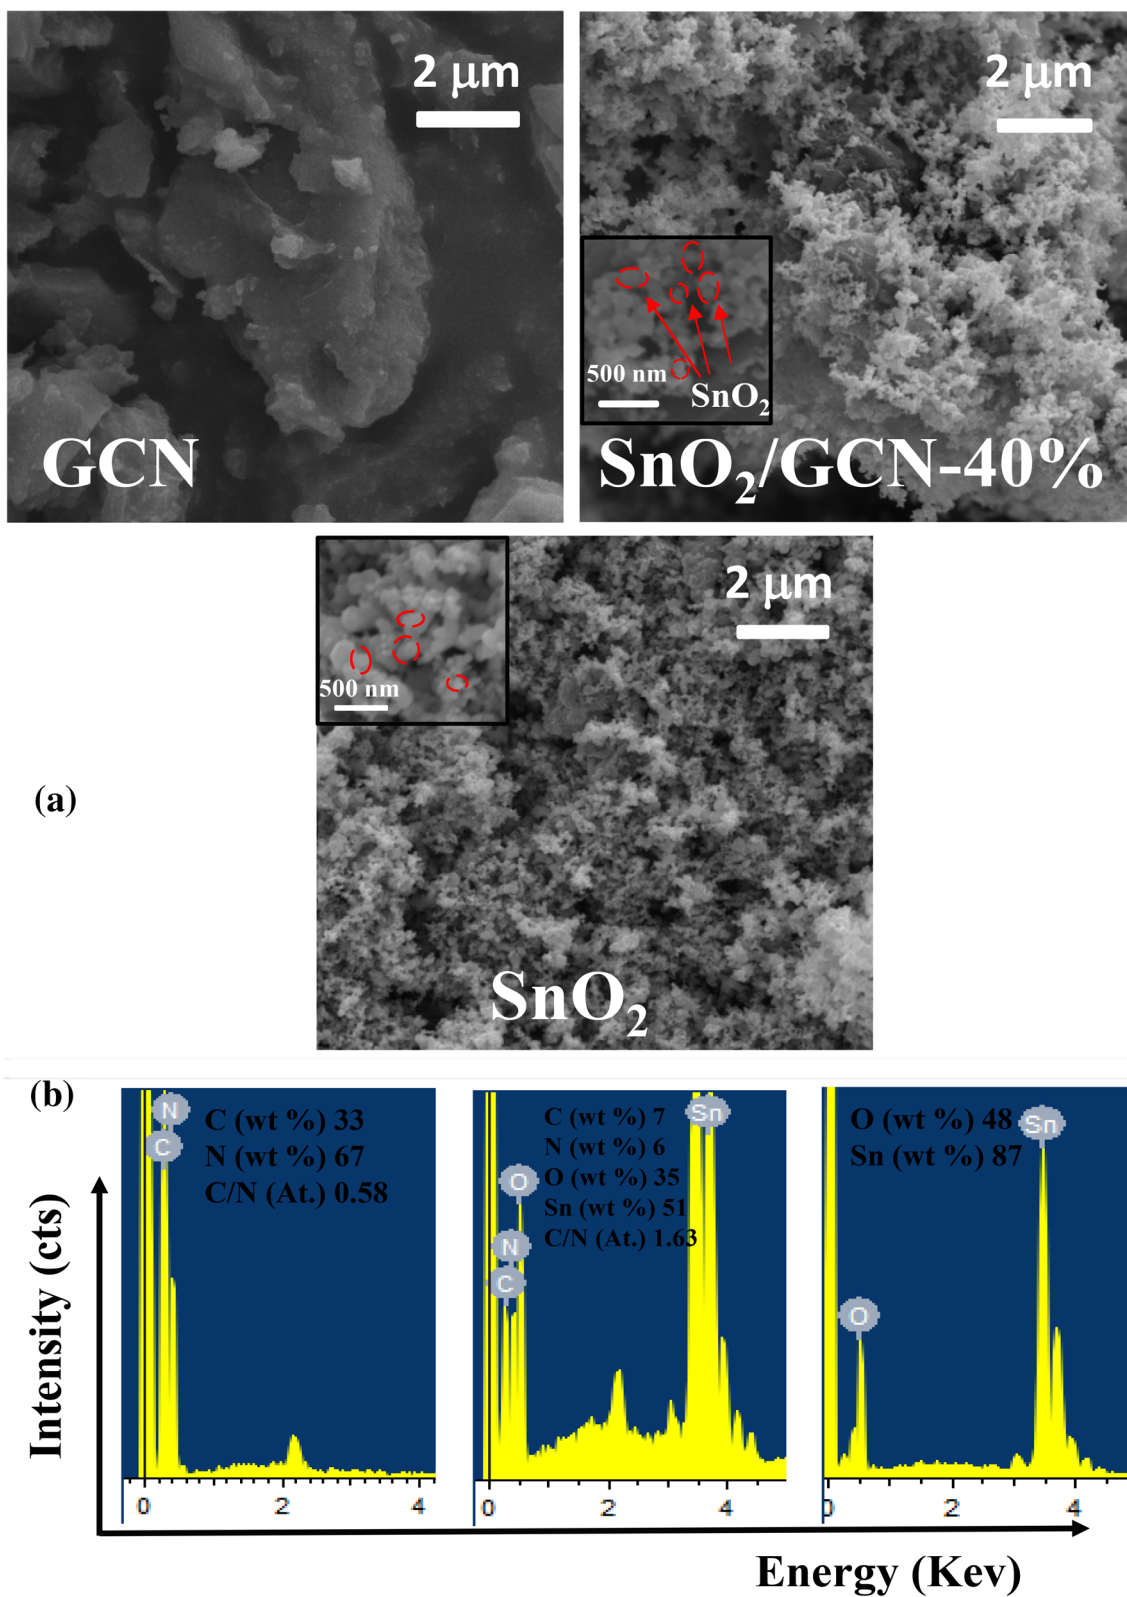 2 μm
GCN
2 μm
500 nm
SnO₂
SnO₂/GCN-40%
2 μm
500 nm
SnO₂
(a)
(b)
N
C
C (wt %) 33
N (wt %) 67
C/N (At.) 0.58
0 2 4
C (wt %) 7
N (wt %) 6
O (wt %) 35
Sn (wt %) 51
C/N (At.) 1.63
Sn
O
N
C
0 2 4
O (wt %) 48
Sn (wt %) 87
Sn
O
0 2 4
Intensity (cts)
Energy (Kev)